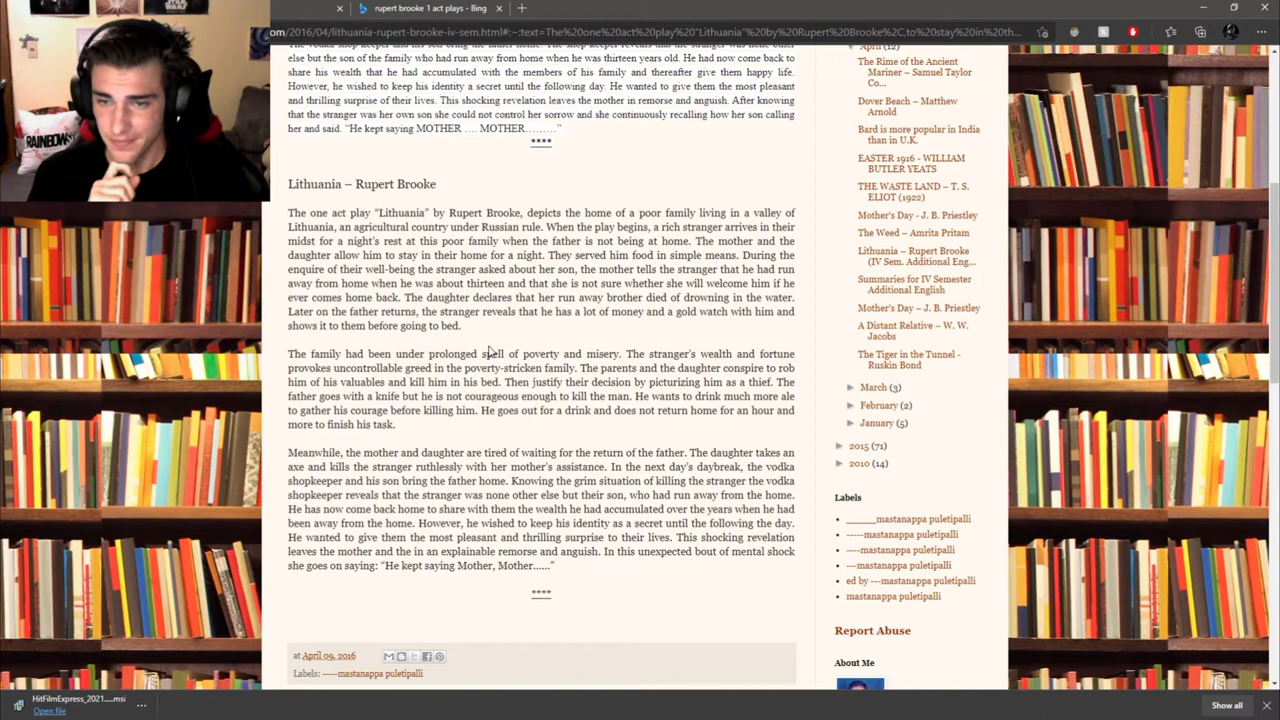 rupert brooke 1 act plays - Bing
om/2016/04/lithuania-rupert-brooke-iv-sem.html#:~:text=The%20one%20act%20play%20"Lithuania"%20by%20Rupert%20Brooke%2C,to%20stay%20in%20th...
else but the son of the family who had run away from home when he was thirteen years old. He had now come back to
share his wealth that he had accumulated with the members of his family and thereafter give them happy life.
However, he wished to keep his identity a secret until the following day. He wanted to give them the most pleasant
and thrilling surprise of their lives. This shocking revelation leaves the mother in remorse and anguish. After knowing
that the stranger was her own son she could not control her sorrow and she continuously recalling how her son calling
her and said. "He kept saying MOTHER .... MOTHER........."
****
Lithuania – Rupert Brooke
The one act play "Lithuania" by Rupert Brooke, depicts the home of a poor family living in a valley of
Lithuania, an agricultural country under Russian rule. When the play begins, a rich stranger arrives in their
midst for a night's rest at this poor family when the father is not being at home. The mother and the
daughter allow him to stay in their home for a night. They served him food in simple means. During the
enquire of their well-being the stranger asked about her son, the mother tells the stranger that he had run
away from home when he was about thirteen and that she is not sure whether she will welcome him if he
ever comes home back. The daughter declares that her run away brother died of drowning in the water.
Later on the father returns, the stranger reveals that he has a lot of money and a gold watch with him and
shows it to them before going to bed.
The family had been under prolonged spell of poverty and misery. The stranger's wealth and fortune
provokes uncontrollable greed in the poverty-stricken family. The parents and the daughter conspire to rob
him of his valuables and kill him in his bed. Then justify their decision by picturizing him as a thief. The
father goes with a knife but he is not courageous enough to kill the man. He wants to drink much more ale
to gather his courage before killing him. He goes out for a drink and does not return home for an hour and
more to finish his task.
Meanwhile, the mother and daughter are tired of waiting for the return of the father. The daughter takes an
axe and kills the stranger ruthlessly with her mother's assistance. In the next day's daybreak, the vodka
shopkeeper and his son bring the father home. Knowing the grim situation of killing the stranger the vodka
shopkeeper reveals that the stranger was none other else but their son, who had run away from the home.
He has now come back home to share with them the wealth he had accumulated over the years when he had
been away from the home. However, he wished to keep his identity as a secret until the following the day.
He wanted to give them the most pleasant and thrilling surprise to their lives. This shocking revelation
leaves the mother and the in an explainable remorse and anguish. In this unexpected bout of mental shock
she goes on saying: "He kept saying Mother, Mother......"
****
at April 09, 2016
Labels: -----mastanappa puletipalli
April (12)
The Rime of the Ancient
Mariner – Samuel Taylor
Co...
Dover Beach – Matthew
Arnold
Bard is more popular in India
than in U.K.
EASTER 1916 - WILLIAM
BUTLER YEATS
THE WASTE LAND – T. S.
ELIOT (1922)
Mother's Day - J. B. Priestley
The Weed – Amrita Pritam
Lithuania – Rupert Brooke
(IV Sem. Additional Eng...
Summaries for IV Semester
Additional English
Mother's Day – J. B. Priestley
A Distant Relative – W. W.
Jacobs
The Tiger in the Tunnel -
Ruskin Bond
March (3)
February (2)
January (5)
2015 (71)
2010 (14)
Labels
______mastanappa puletipalli
-----mastanappa puletipalli
----mastanappa puletipalli
---mastanappa puletipalli
ed by ---mastanappa puletipalli
mastanappa puletipalli
Report Abuse
About Me
HitFilmExpress_2021....msi
Open file
Show all